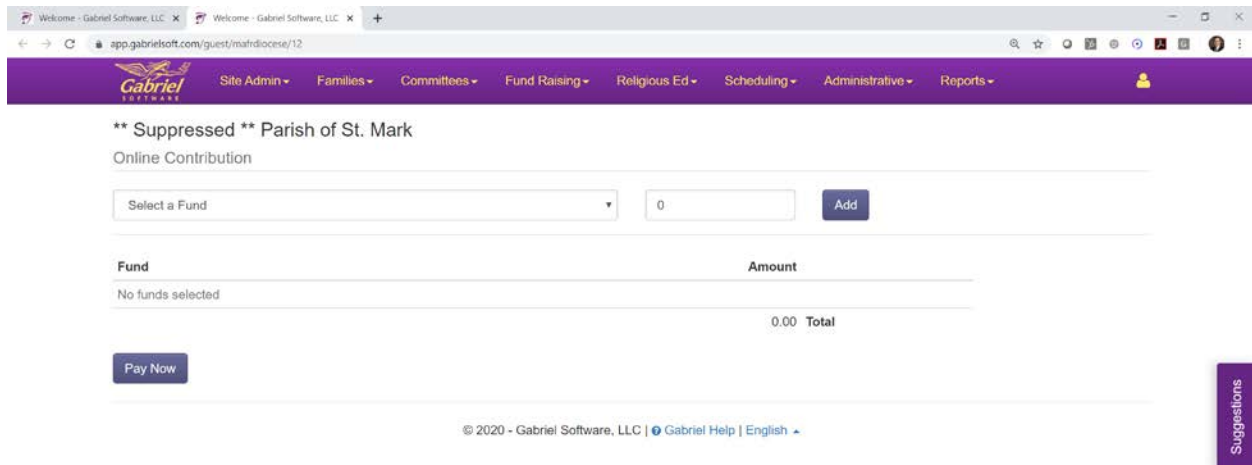 Welcome - Gabriel Software, LLC
Welcome - Gabriel Software, LLC
app.gabrielsoft.com/guest/mafrdiocese/12
Gabriel
SOFTWARE
Site Admin Families Committees Fund Raising Religious Ed Scheduling Administrative Reports
** Suppressed ** Parish of St. Mark
Online Contribution
Select a Fund 0 Add
Fund Amount
No funds selected
0.00 Total
Pay Now
Suggestions
© 2020 - Gabriel Software, LLC | Gabriel Help | English